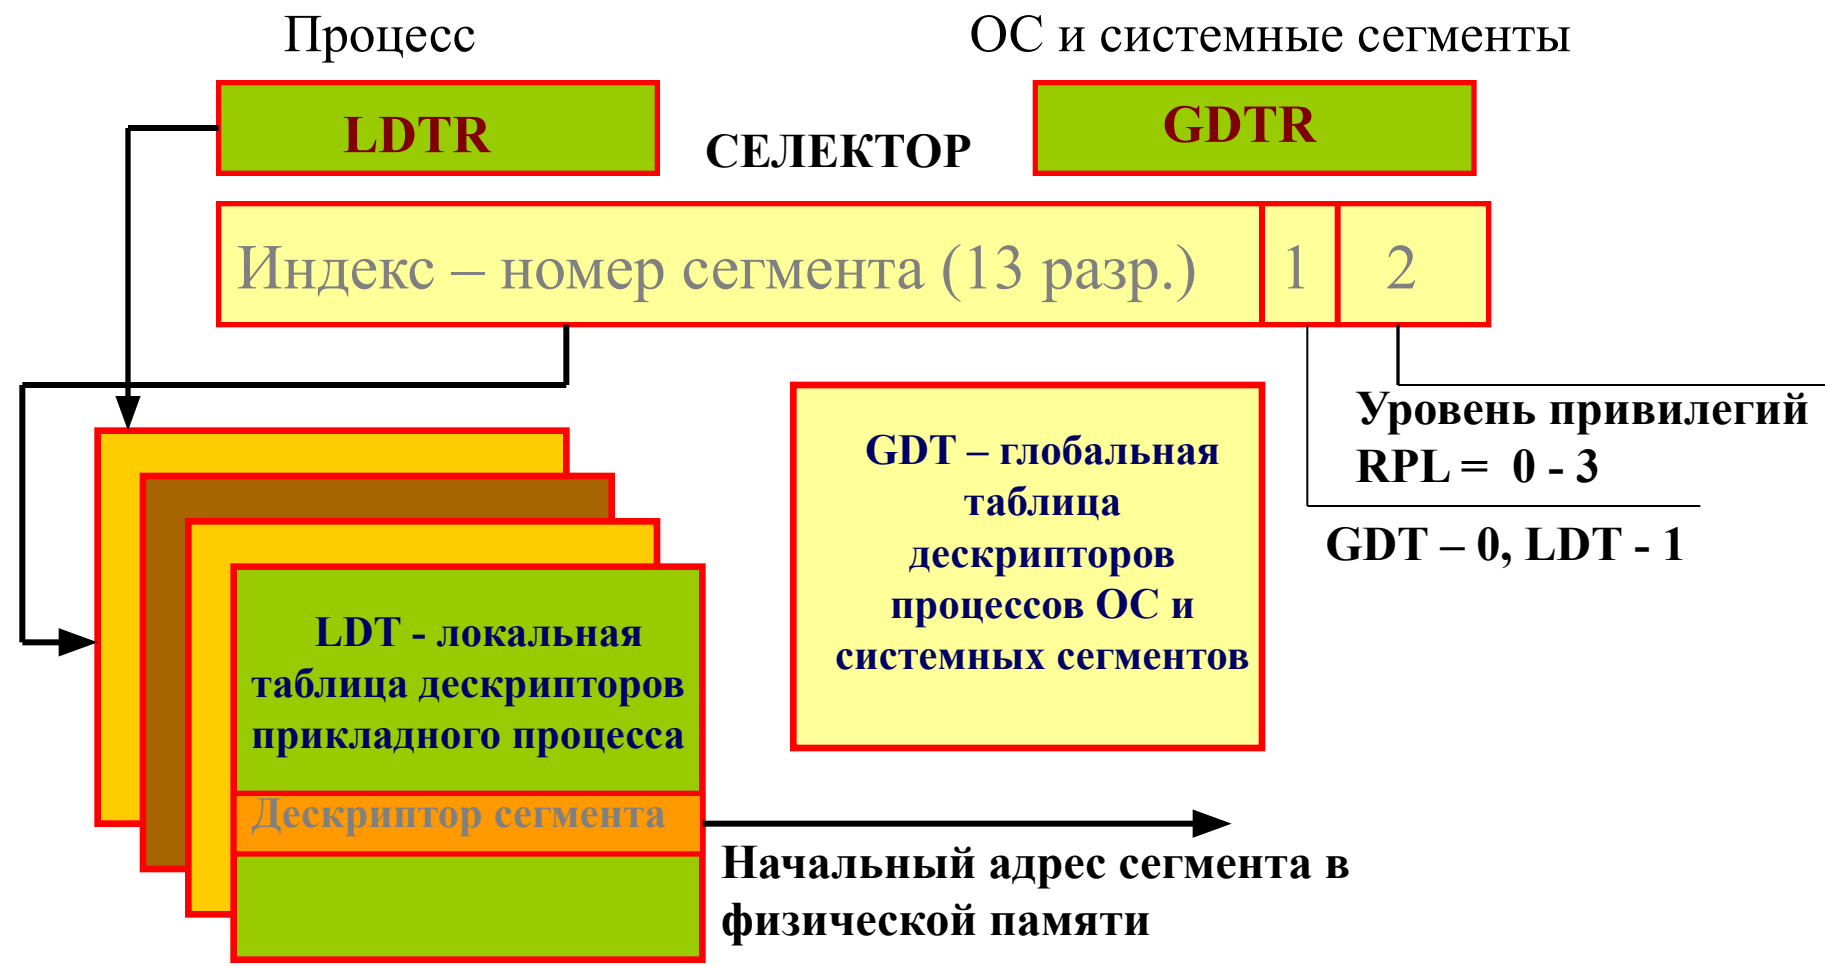 Процесс
ОС и системные сегменты
LDTR
GDTR
СЕЛЕКТОР
Индекс – номер сегмента (13 разр.)
1
2
Уровень привилегий
RPL = 0 - 3
GDT – 0, LDT - 1
GDT – глобальная
таблица
дескрипторов
процессов ОС и
системных сегментов
LDT - локальная
таблица дескрипторов
прикладного процесса
Дескриптор сегмента
Начальный адрес сегмента в
физической памяти